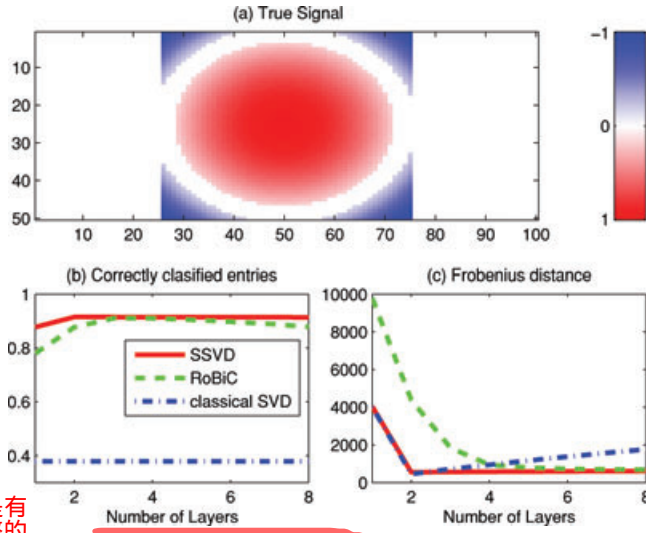 (a) True Signal
10
20
30
40
50
10 20 30 40 50 60 70 80 90 100
−1
0
1
(b) Correctly clasified entries
1
0.8
0.6
0.4
2 4 6 8
Number of Layers
SSVD
RoBiC
classical SVD
(c) Frobenius distance
10000
8000
6000
4000
2000
0
2 4 6 8
Number of Layers
有
的